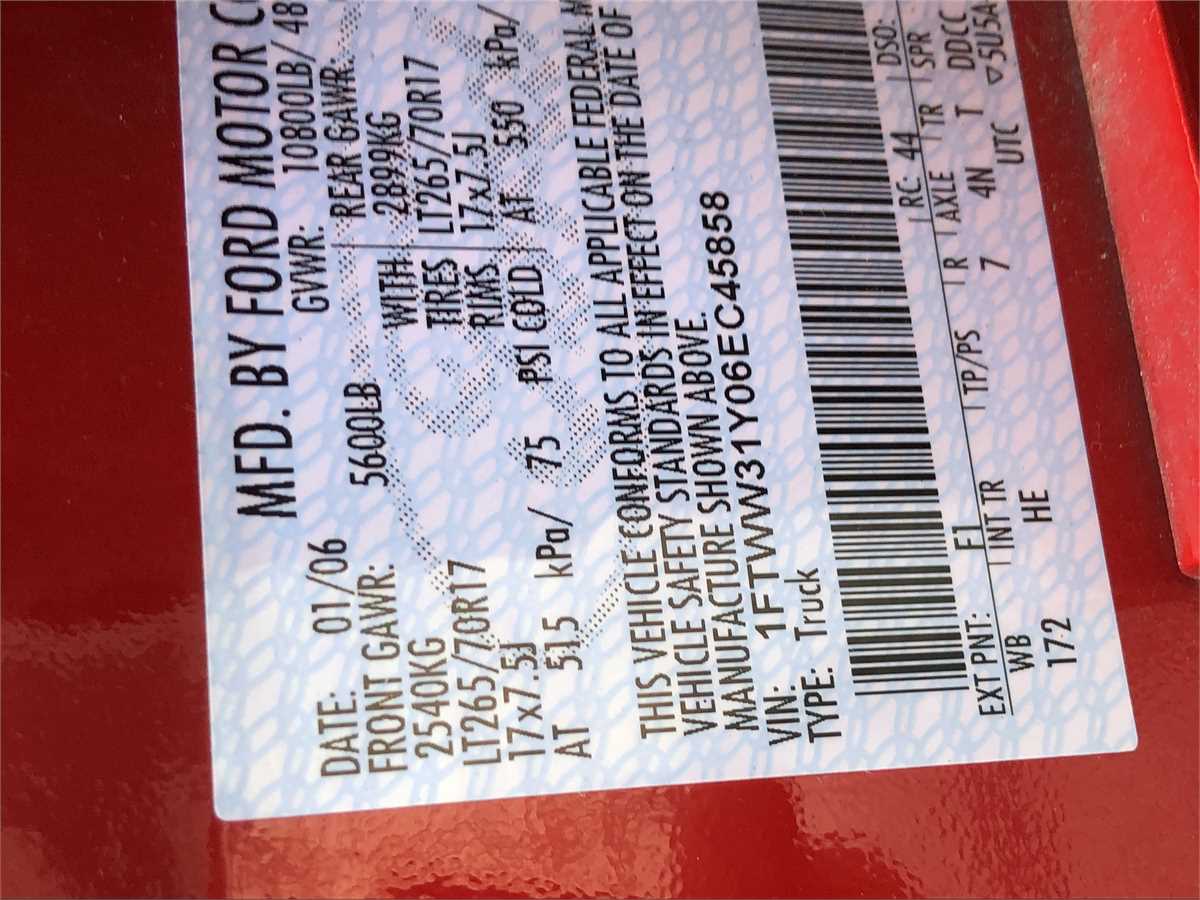 MFD. BY FORD MOTOR
DATE: 01/06 GVWR: 10800LB/ 48
FRONT GAWR: 5600LB REAR GAWR:
2540KG WITH 2899KG
LT265/70R17 TIRES LT265/70R17
17x7.5J RIMS 17x7.5J
AT 515 kPa/ 75 PSI COLD AT 550 kPa/
THIS VEHICLE CONFORMS TO ALL APPLICABLE FEDERAL
VEHICLE SAFETY STANDARDS IN EFFECT ON THE DATE OF
MANUFACTURE SHOWN ABOVE.
VIN: 1FTWW31Y06EC45858
TYPE: Truck
EXT PNT: F1 RC: 44 DSO:
WB INT TR TP/PS R AXLE TR SPR
172 HE 7 4N T DDCC
UTC ▽5U5A